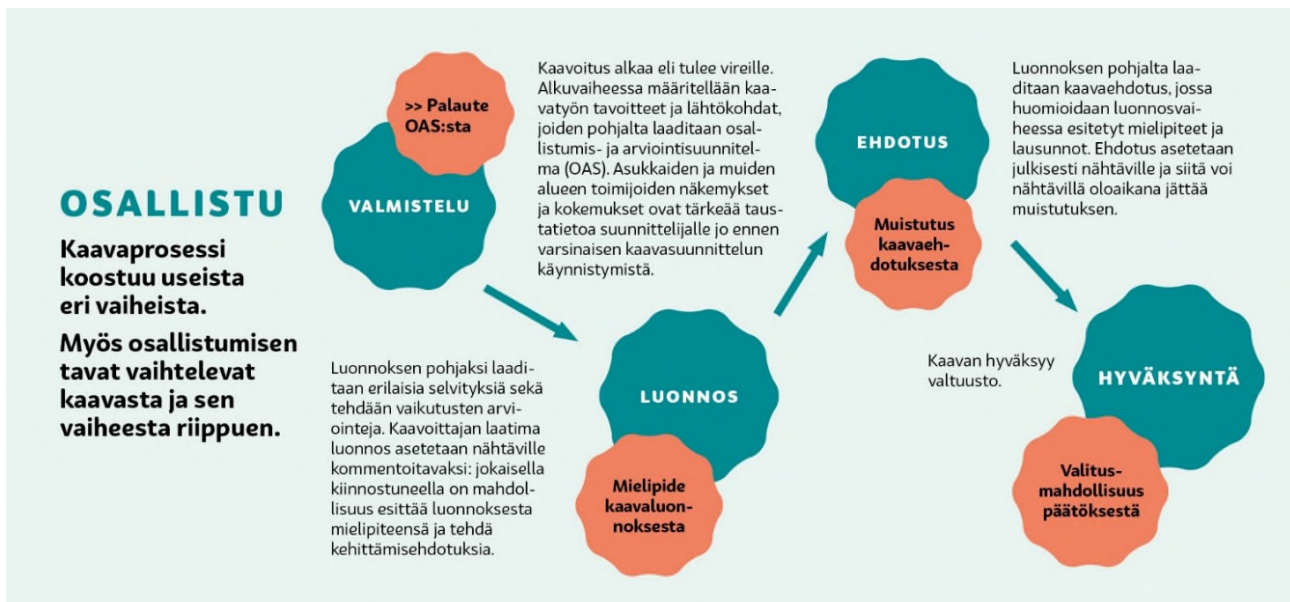 OSALLISTU
Kaavaprosessi
koostuu useista
eri vaiheista.
Myös osallistumisen
tavat vaihtelevat
kaavasta ja sen
vaiheesta riippuen.
>> Palaute
OAS:sta
VALMISTELU
Kaavoitus alkaa eli tulee vireille.
Alkuvaiheessa määritellään kaa-
vatyön tavoitteet ja lähtökohdat,
joiden pohjalta laaditaan osal-
listumis- ja arviointisuunnitel-
ma (OAS). Asukkaiden ja muiden
alueen toimijoiden näkemykset
ja kokemukset ovat tärkeää taus-
tatietoa suunnittelijalle jo ennen
varsinaisen kaavasuunnittelun
käynnistymistä.
Luonnoksen pohjaksi laadi-
taan erilaisia selvityksiä sekä
tehdään vaikutusten arvi-
ointeja. Kaavoittajan laatima
luonnos asetetaan nähtäville
kommentoitavaksi: jokaisella
kiinnostuneella on mahdol-
lisuus esittää luonnoksesta
mielipiteensä ja tehdä
kehittämisehdotuksia.
LUONNOS
Mielipide
kaavaluon-
noksesta
EHDOTUS
Muistutus
kaavaeh-
dotuksesta
Luonnoksen pohjalta laa-
ditaan kaavaehdotus, jossa
huomioidaan luonnosvai-
heessa esitetyt mielipiteet ja
lausunnot. Ehdotus asetetaan
julkisesti nähtäville ja siitä voi
nähtävillä oloaikana jättää
muistutuksen.
Kaavan hyväksyy
valtuusto.
HYVÄKSYNTÄ
Valitus-
mahdollisuus
päätöksestä